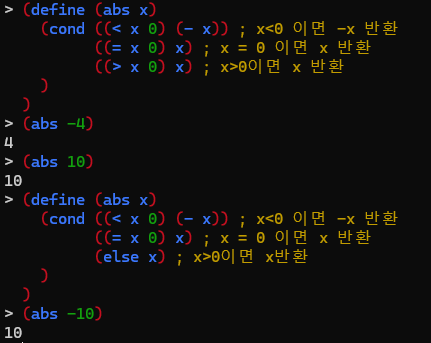 > (define (abs x)
    (cond ((< x 0) (- x)) ; x<0 이면 -x 반환
          ((= x 0) x) ; x = 0 이면 x 반환
          ((> x 0) x) ; x>0이면 x 반환
    )
  )
> (abs -4)
4
> (abs 10)
10
> (define (abs x)
    (cond ((< x 0) (- x)) ; x<0 이면 -x 반환
          ((= x 0) x) ; x = 0 이면 x 반환
          (else x) ; x>0이면 x반환
    )
  )
> (abs -10)
10